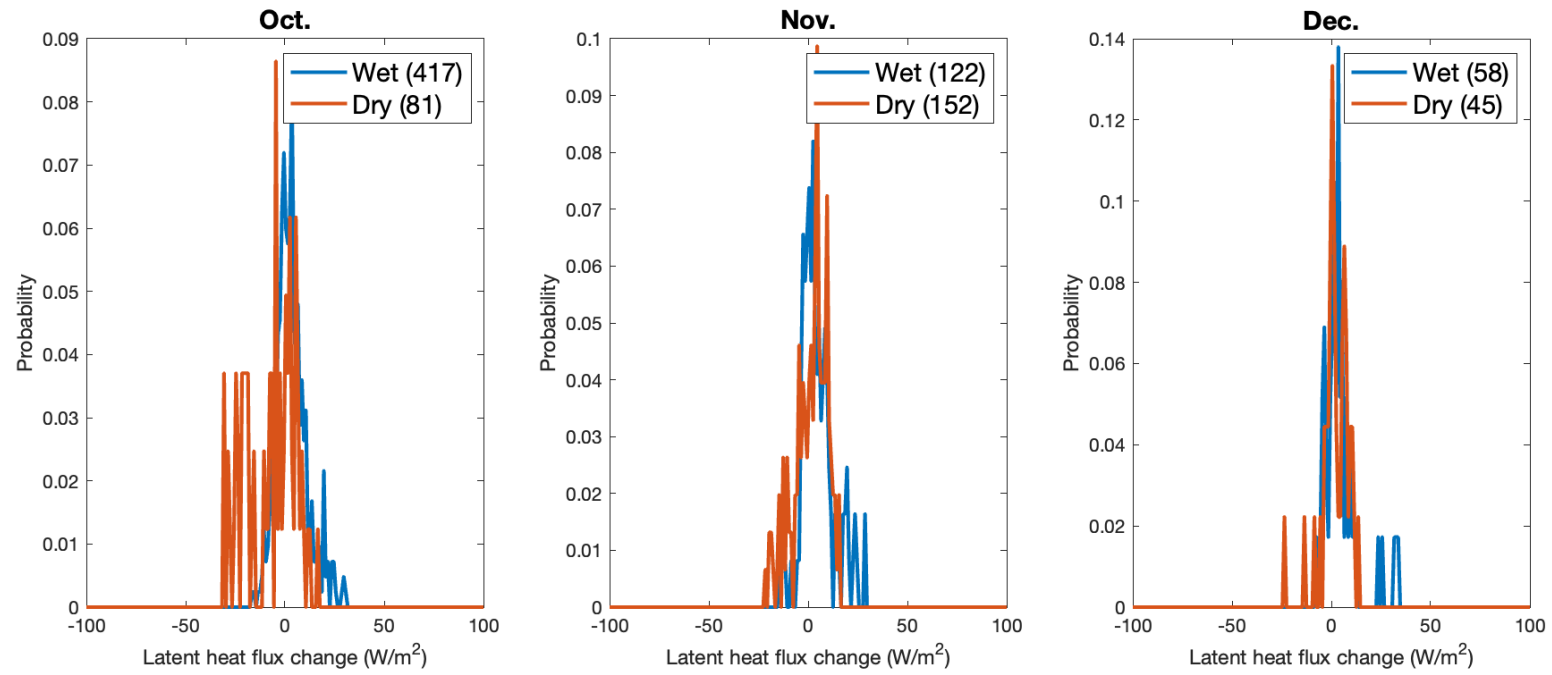 Oct.
0.09
0.08
0.07
0.06
0.05
0.04
0.03
0.02
0.01
0
Probability
-100
-50
0
50
100
Latent heat flux change (W/m²)
Wet (417)
Dry (81)
Nov.
0.1
0.09
0.08
0.07
0.06
0.05
0.04
0.03
0.02
0.01
0
Probability
-100
-50
0
50
100
Latent heat flux change (W/m²)
Wet (122)
Dry (152)
Dec.
0.14
0.12
0.1
0.08
0.06
0.04
0.02
0
Probability
-100
-50
0
50
100
Latent heat flux change (W/m²)
Wet (58)
Dry (45)